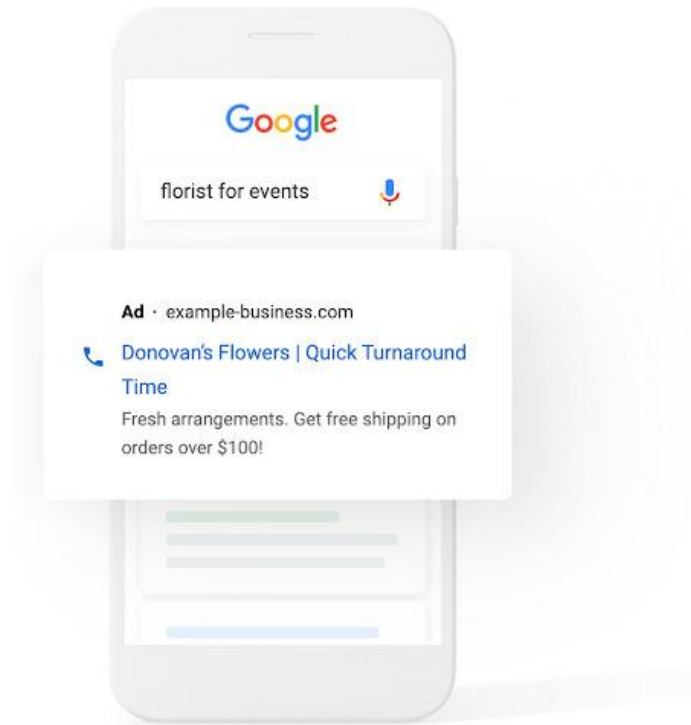 Google
florist for events
Ad · example-business.com
Donovan's Flowers | Quick Turnaround
Time
Fresh arrangements. Get free shipping on
orders over $100!